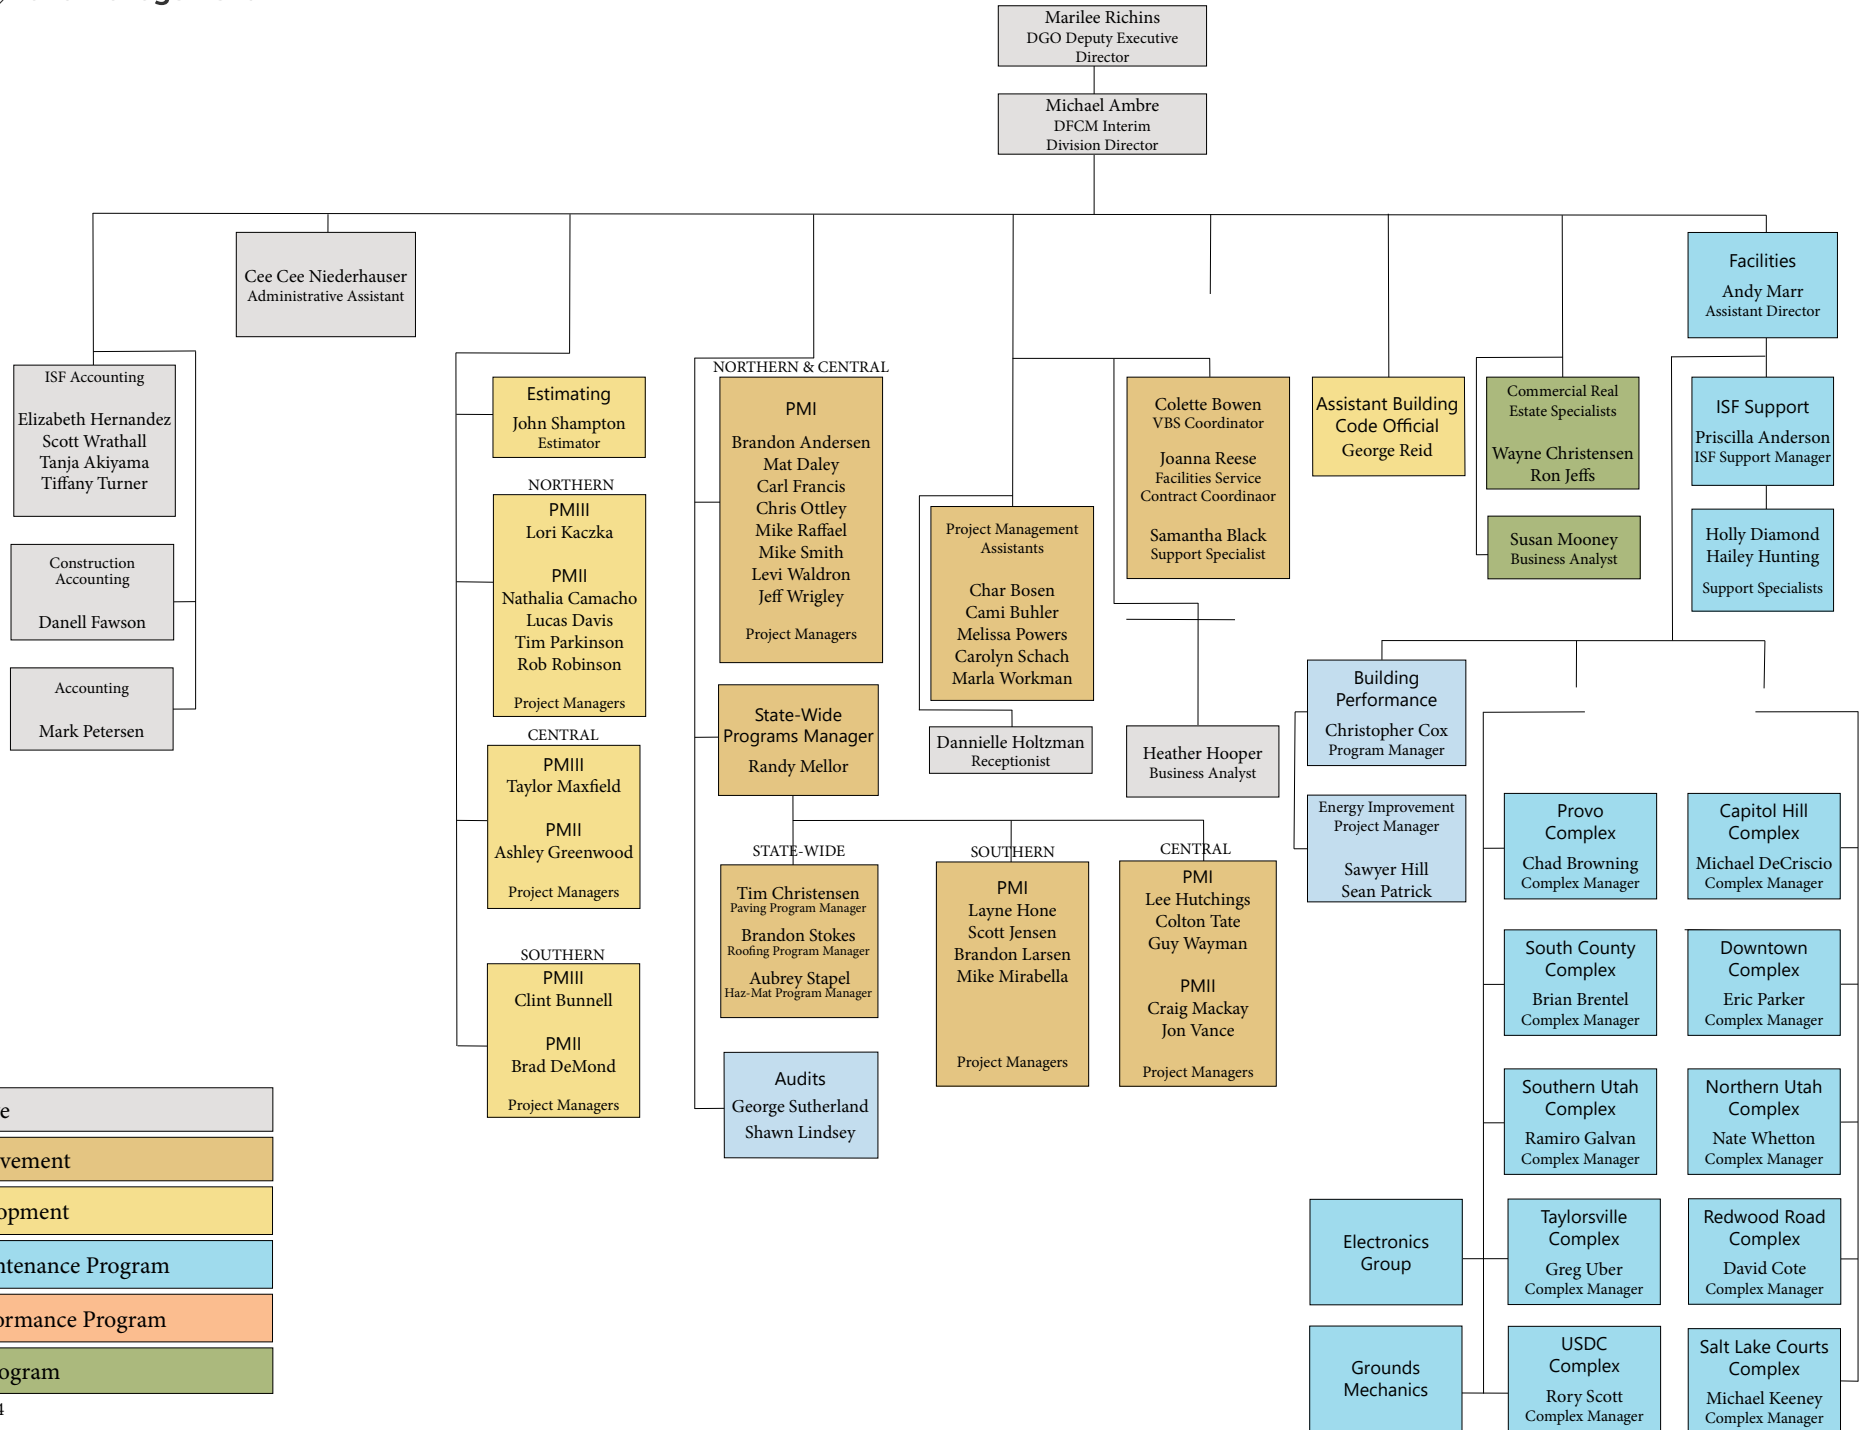 Marilee Richins
DGO Deputy Executive
Director
Michael Ambre
DFCM Interim
Division Director
Cee Cee Niederhauser
Administrative Assistant
Facilities
Andy Marr
Assistant Director
ISF Accounting
Elizabeth Hernandez
Scott Wrathall
Tanja Akiyama
Tiffany Turner
Construction
Accounting
Danell Fawson
Accounting
Mark Petersen
Estimating
John Shampton
Estimator
NORTHERN
PMIII
Lori Kaczka
PMII
Nathalia Camacho
Lucas Davis
Tim Parkinson
Rob Robinson
Project Managers
CENTRAL
PMIII
Taylor Maxfield
PMII
Ashley Greenwood
Project Managers
SOUTHERN
PMIII
Clint Bunnell
PMII
Brad DeMond
Project Managers
NORTHERN & CENTRAL
PMI
Brandon Andersen
Mat Daley
Carl Francis
Chris Ottley
Mike Raffael
Mike Smith
Levi Waldron
Jeff Wrigley
Project Managers
State-Wide
Programs Manager
Randy Mellor
STATE-WIDE
Tim Christensen
Paving Program Manager
Brandon Stokes
Roofing Program Manager
Aubrey Stapel
Haz-Mat Program Manager
Audits
George Sutherland
Shawn Lindsey
SOUTHERN
PMI
Layne Hone
Scott Jensen
Brandon Larsen
Mike Mirabella
Project Managers
CENTRAL
PMI
Lee Hutchings
Colton Tate
Guy Wayman
PMII
Craig Mackay
Jon Vance
Project Managers
Project Management
Assistants
Char Bosen
Cami Buhler
Melissa Powers
Carolyn Schach
Marla Workman
Dannielle Holtzman
Receptionist
Colette Bowen
VBS Coordinator
Joanna Reese
Facilities Service
Contract Coordinaor
Samantha Black
Support Specialist
Heather Hooper
Business Analyst
Assistant Building
Code Official
George Reid
Commercial Real
Estate Specialists
Wayne Christensen
Ron Jeffs
Susan Mooney
Business Analyst
ISF Support
Priscilla Anderson
ISF Support Manager
Holly Diamond
Hailey Hunting
Support Specialists
Building
Performance
Christopher Cox
Program Manager
Energy Improvement
Project Manager
Sawyer Hill
Sean Patrick
Provo
Complex
Chad Browning
Complex Manager
Capitol Hill
Complex
Michael DeCriscio
Complex Manager
South County
Complex
Brian Brentel
Complex Manager
Downtown
Complex
Eric Parker
Complex Manager
Southern Utah
Complex
Ramiro Galvan
Complex Manager
Northern Utah
Complex
Nate Whetton
Complex Manager
Electronics
Group
Taylorsville
Complex
Greg Uber
Complex Manager
Redwood Road
Complex
David Cote
Complex Manager
Grounds
Mechanics
USDC
Complex
Rory Scott
Complex Manager
Salt Lake Courts
Complex
Michael Keeney
Complex Manager
e
vement
opment
ntenance Program
ormance Program
ogram
4